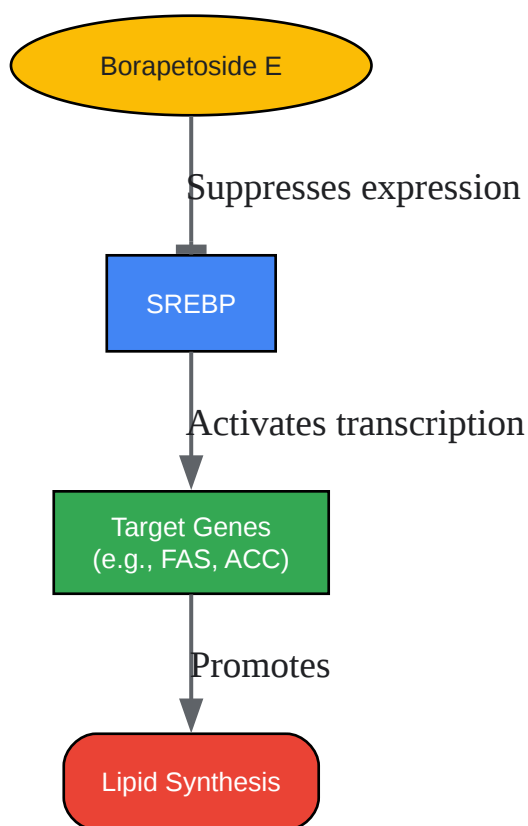 Borapetoside E
Suppresses expression
SREBP
Activates transcription
Target Genes
(e.g., FAS, ACC)
Promotes
Lipid Synthesis